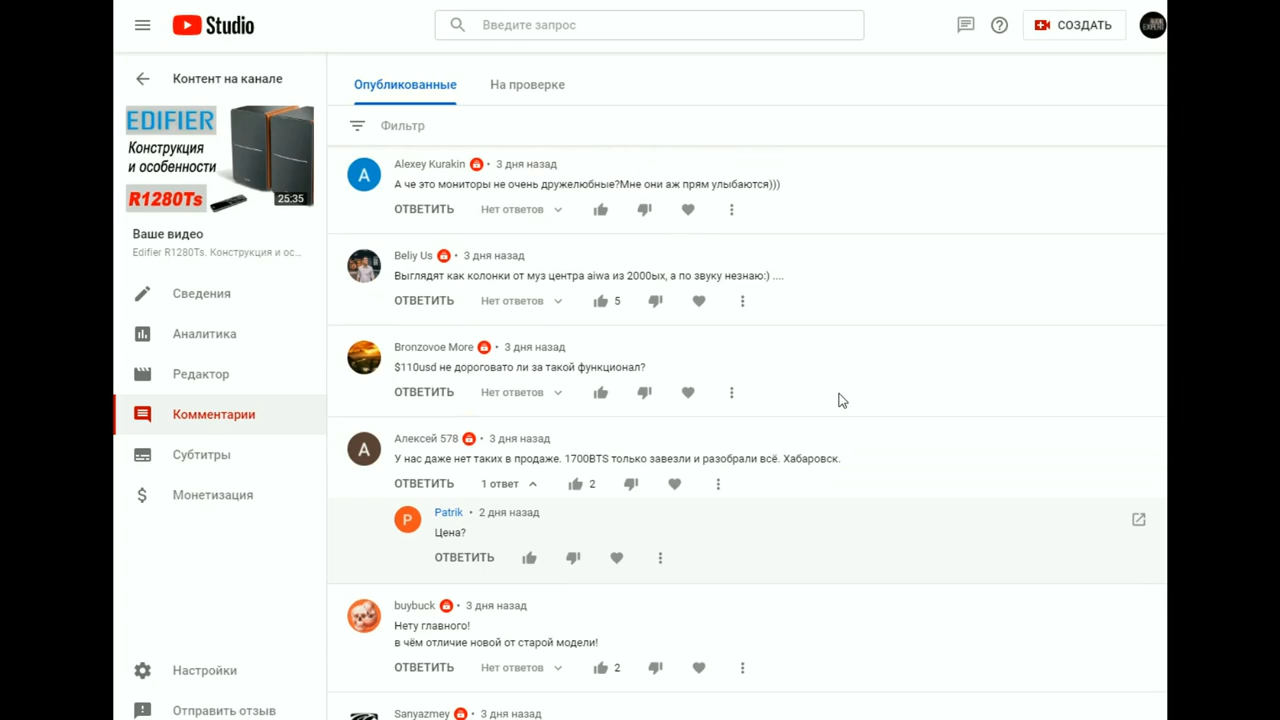 Studio
Введите запрос
СОЗДАТЬ
Контент на канале
EDIFIER
Конструкция
и особенности
R1280Ts
25:35
Ваше видео
Edifier R1280Ts. Конструкция и ос...
Сведения
Аналитика
Редактор
Комментарии
Субтитры
Монетизация
Настройки
Отправить отзыв
Опубликованные
На проверке
Фильтр
A
Alexey Kurakin • 3 дня назад
А че это мониторы не очень дружелюбные?Мне они аж прям улыбаются)))
ОТВЕТИТЬ Нет ответов
Beliy Us • 3 дня назад
Выглядят как колонки от муз центра aiwa из 2000ых, а по звуку незнаю:) ....
ОТВЕТИТЬ Нет ответов 5
Bronzovoe More • 3 дня назад
$110usd не дороговато ли за такой функционал?
ОТВЕТИТЬ Нет ответов
А
Алексей 578 • 3 дня назад
У нас даже нет таких в продаже. 1700BTS только завезли и разобрали всё. Хабаровск.
ОТВЕТИТЬ 1 ответ 2
P
Patrik • 2 дня назад
Цена?
ОТВЕТИТЬ
buybuck • 3 дня назад
Нету главного!
в чём отличие новой от старой модели!
ОТВЕТИТЬ Нет ответов 2
Sanyazmey • 3 дня назад